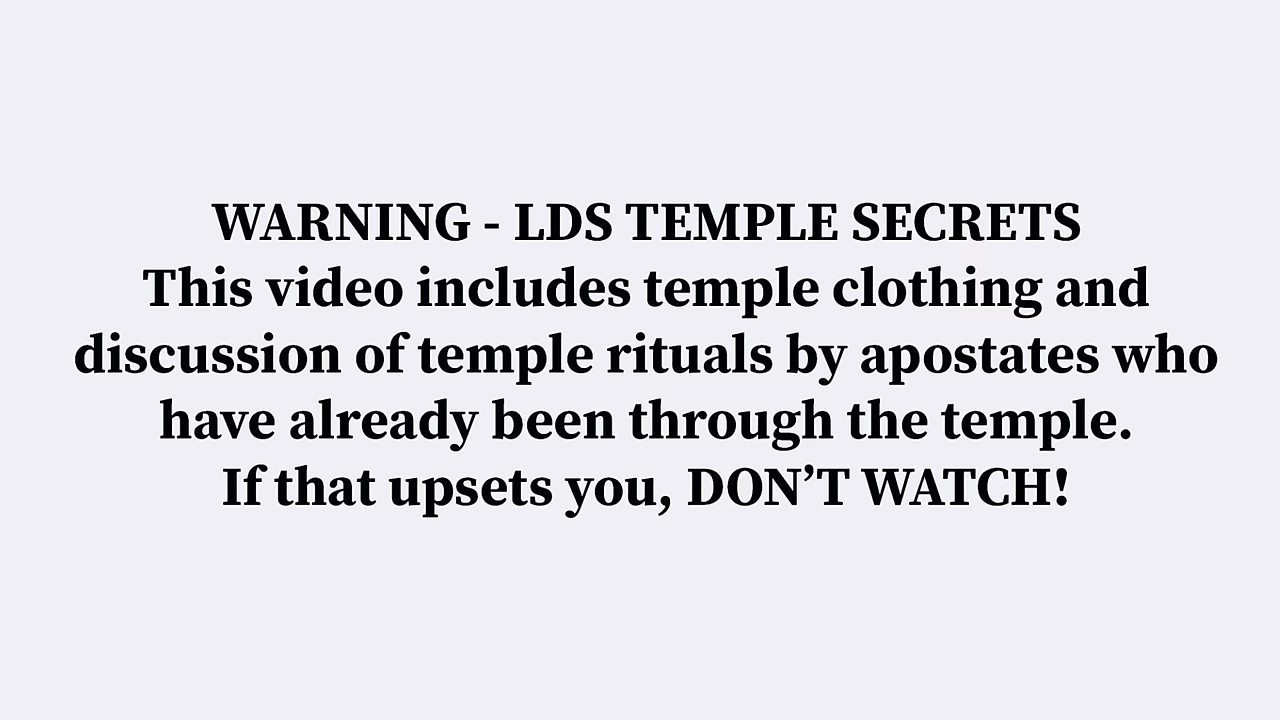 WARNING - LDS TEMPLE SECRETS
This video includes temple clothing and
discussion of temple rituals by apostates who
have already been through the temple.
If that upsets you, DON’T WATCH!